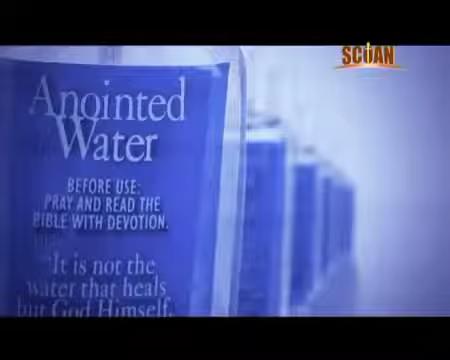 SCOAN
Anointed
Water
BEFORE USE:
PRAY AND READ THE
BIBLE WITH DEVOTION.
"It is not the
water that heals
but God Himself.